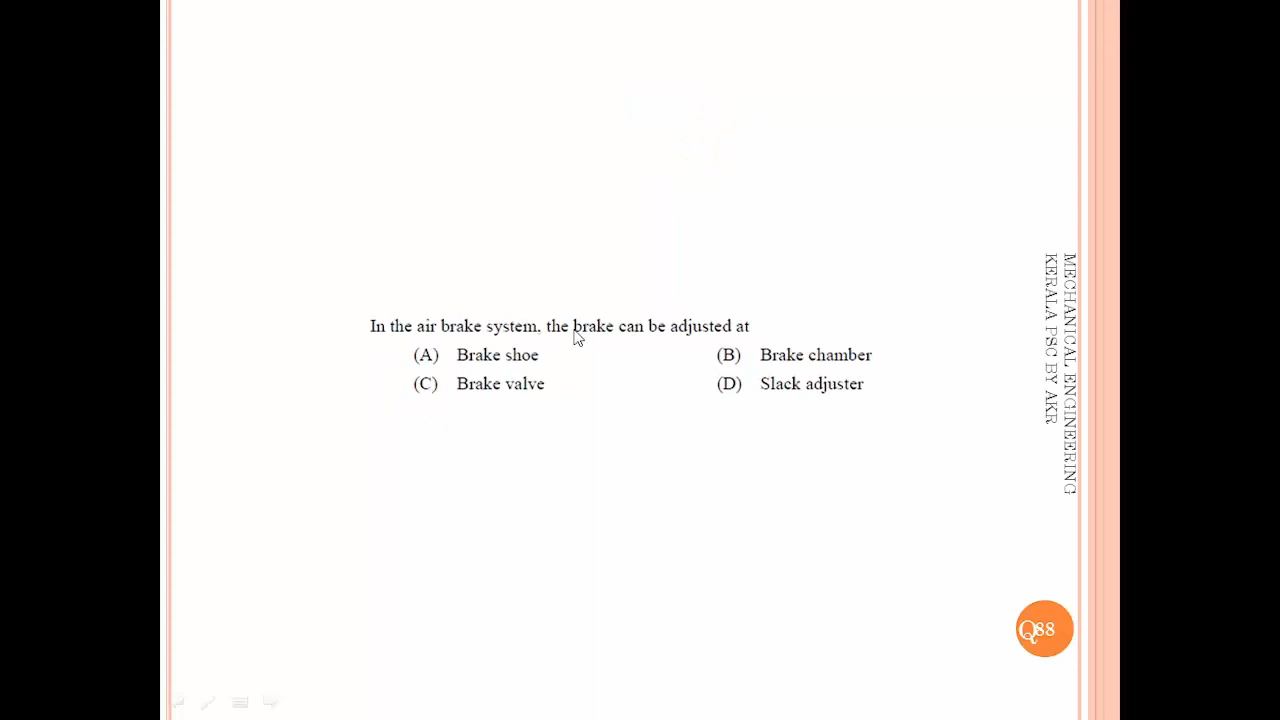 In the air brake system, the brake can be adjusted at
(A) Brake shoe (B) Brake chamber
(C) Brake valve (D) Slack adjuster
MECHANICAL ENGINEERING
KERALA PSC BY AKR
Q88